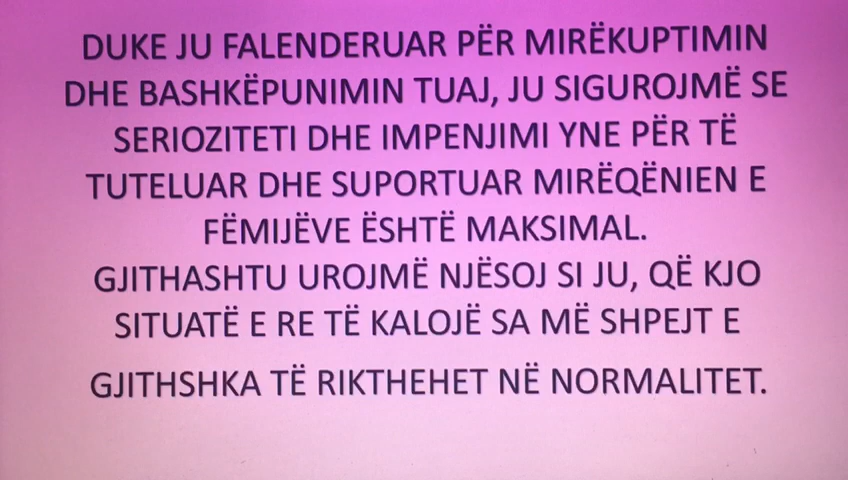 DUKE JU FALENDERUAR PËR MIRËKUPTIMIN
DHE BASHKËPUNIMIN TUAJ, JU SIGUROJMË SE
SERIOZITETI DHE IMPENJIMI YNE PËR TË
TUTELUAR DHE SUPORTUAR MIRËQËNIEN E
FËMIJËVE ËSHTË MAKSIMAL.
GJITHASHTU UROJMË NJËSOJ SI JU, QË KJO
SITUATË E RE TË KALOJË SA MË SHPEJT E
GJITHSHKA TË RIKTHEHET NË NORMALITET.